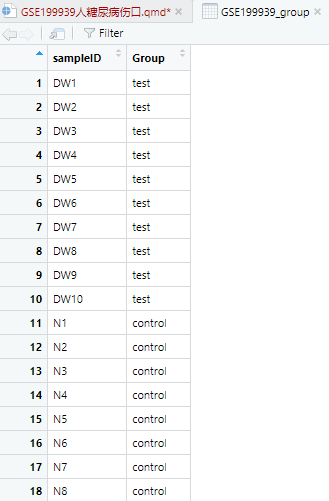 GSE199939人糖尿病伤口.qmd* GSE199939_group
Filter
sampleID Group
1 DW1 test
2 DW2 test
3 DW3 test
4 DW4 test
5 DW5 test
6 DW6 test
7 DW7 test
8 DW8 test
9 DW9 test
10 DW10 test
11 N1 control
12 N2 control
13 N3 control
14 N4 control
15 N5 control
16 N6 control
17 N7 control
18 N8 control